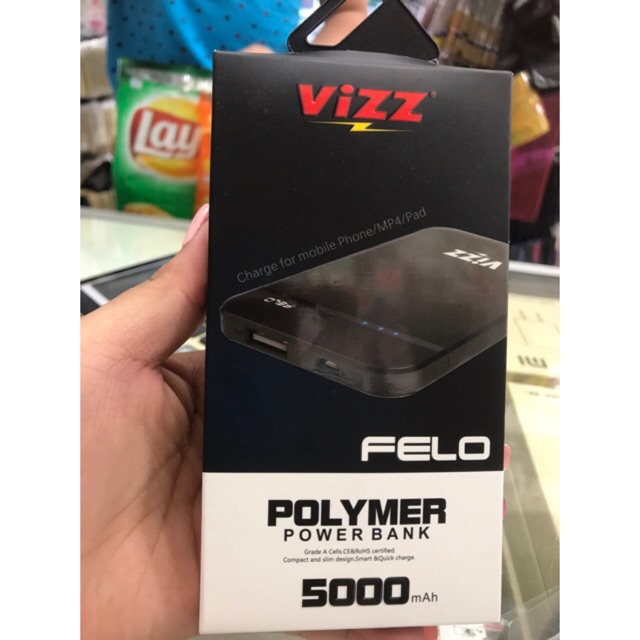 Lay
ViZZ
Charge for mobile Phone/MP4/Pad
ViZZ
FELO
mi
FELO
POLYMER
POWER BANK
Grade A Cells.CE&RoHS certified.
Compact and slim design.Smart &Quick charge.
5000mAh